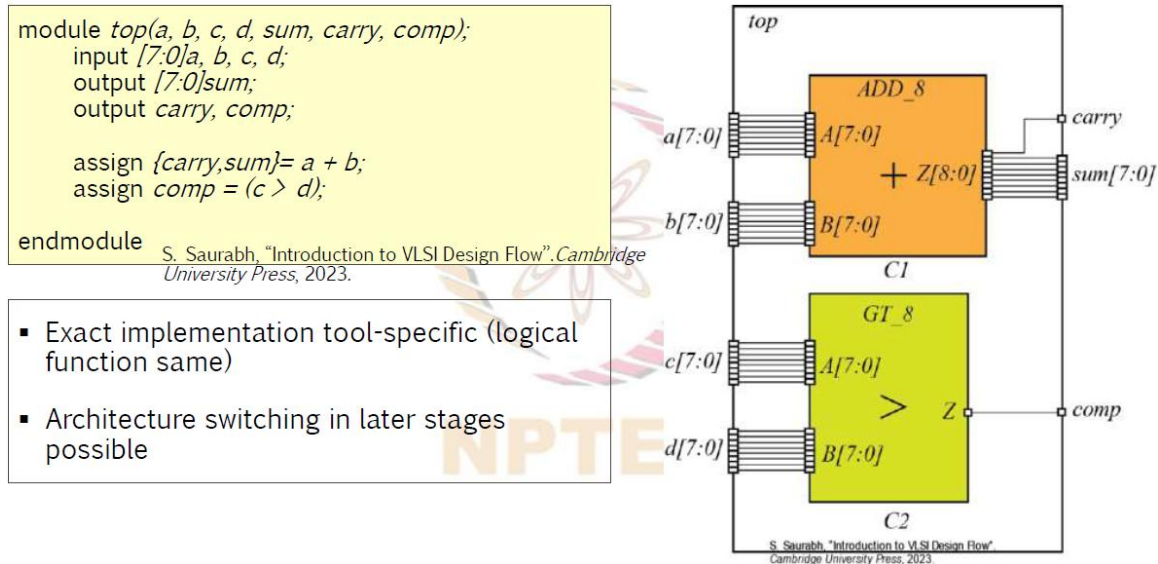 module top(a, b, c, d, sum, carry, comp);
input [7:0]a, b, c, d;
output [7:0]sum;
output carry, comp;
assign {carry,sum}= a + b;
assign comp = (c > d);
endmodule
S. Saurabh, “Introduction to VLSI Design Flow”.Cambridge
University Press, 2023.
▪ Exact implementation tool-specific (logical
function same)
▪ Architecture switching in later stages
possible
NPTE
top
ADD_8
a[7:0]
A[7:0]
carry
+ Z[8:0]
sum[7:0]
b[7:0]
B[7:0]
C1
GT_8
c[7:0]
A[7:0]
>
Z
comp
d[7:0]
B[7:0]
C2
S. Saurabh, "Introduction to VLSI Design Flow".
Cambridge University Press, 2023.